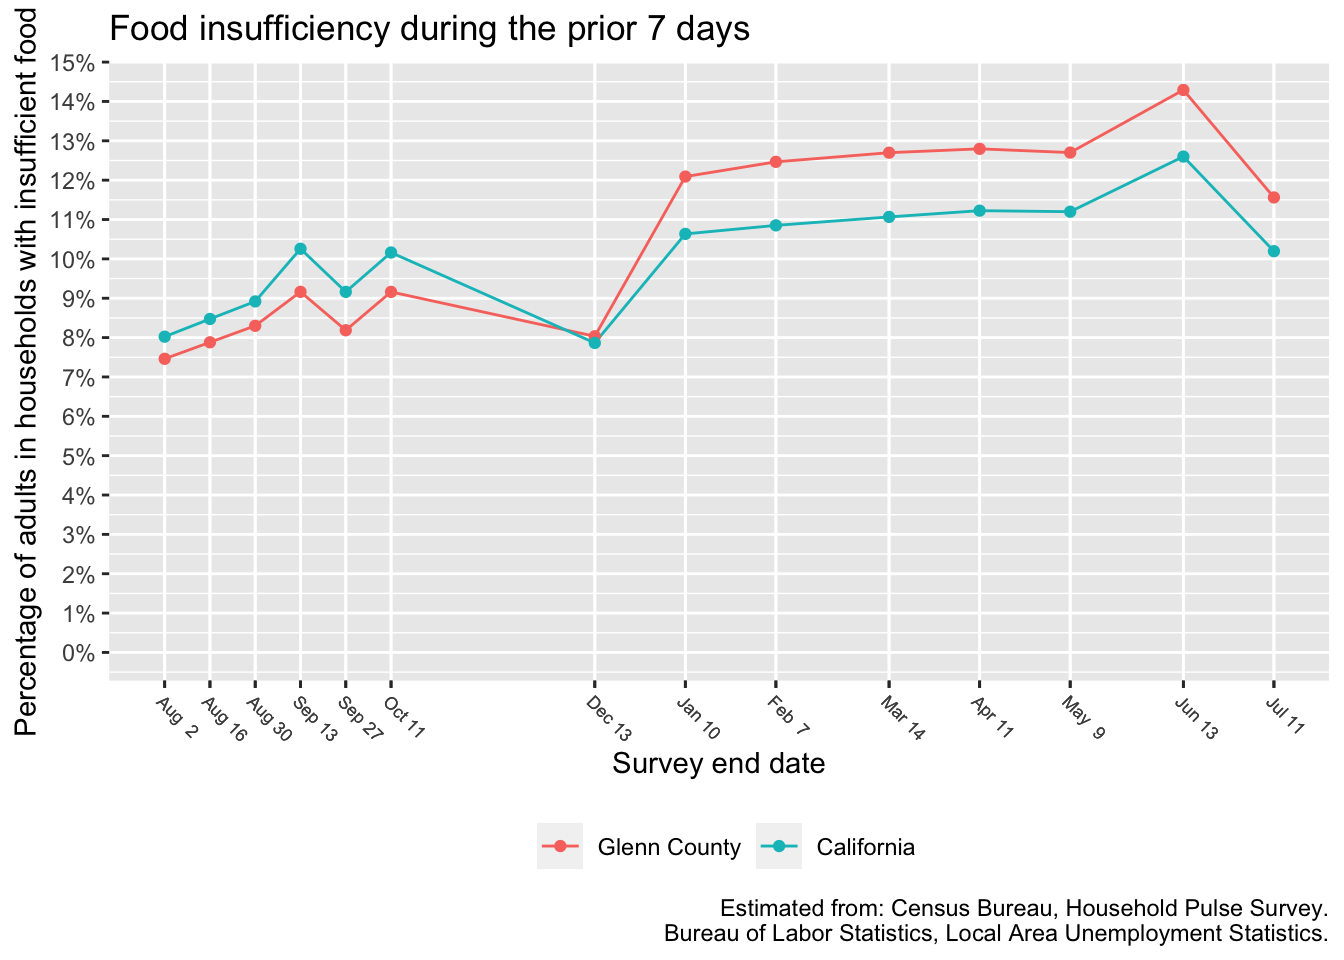 Food insufficiency during the prior 7 days
Percentage of adults in households with insufficient food
15%
14%
13%
12%
11%
10%
9%
8%
7%
6%
5%
4%
3%
2%
1%
0%
Aug 2
Aug 16
Aug 30
Sep 13
Sep 27
Oct 11
Dec 13
Jan 10
Feb 7
Mar 14
Apr 11
May 9
Jun 13
Jul 11
Survey end date
Glenn County
California
Estimated from: Census Bureau, Household Pulse Survey.
Bureau of Labor Statistics, Local Area Unemployment Statistics.